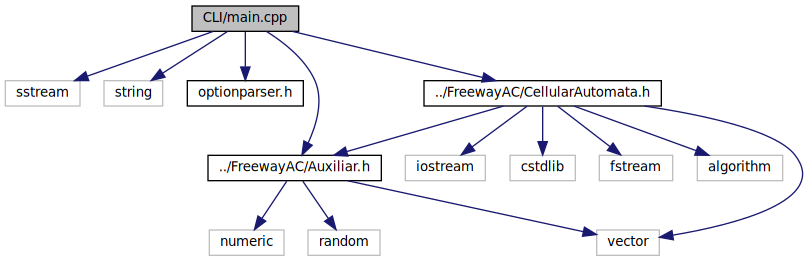 CLI/main.cpp
sstream
string
optionparser.h
../FreewayAC/CellularAutomata.h
../FreewayAC/Auxiliar.h
iostream
cstdlib
fstream
algorithm
numeric
random
vector